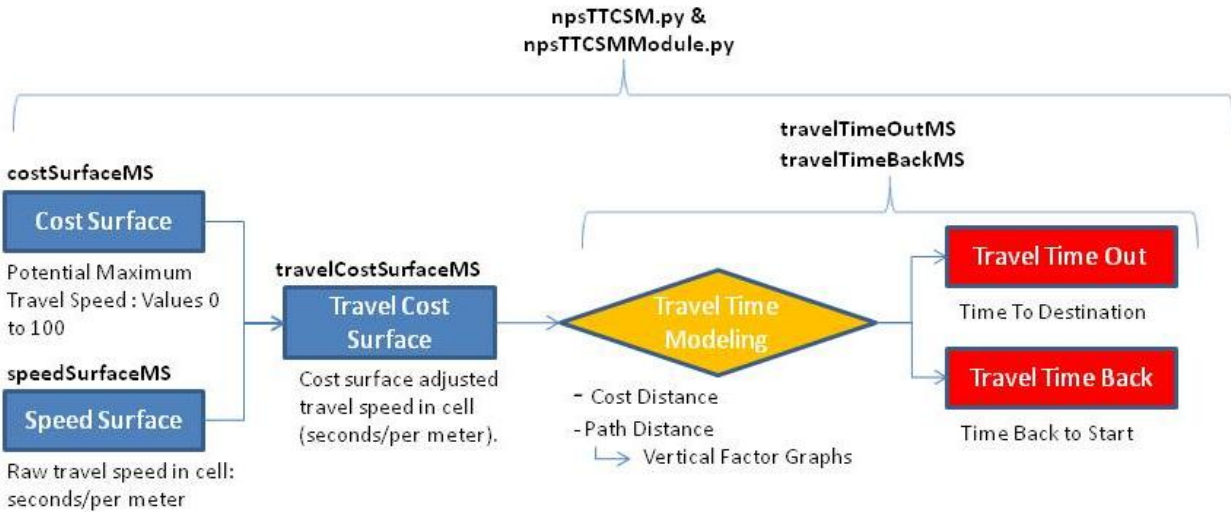 npsTTCSM.py &
npsTTCSMModule.py
travelTimeOutMS
travelTimeBackMS
costSurfaceMS
Cost Surface
Potential Maximum
Travel Speed : Values 0
to 100
speedSurfaceMS
Speed Surface
Raw travel speed in cell:
seconds/per meter
travelCostSurfaceMS
Travel Cost
Surface
Cost surface adjusted
travel speed in cell
(seconds/per meter).
Travel Time
Modeling
- Cost Distance
-Path Distance
Vertical Factor Graphs
Travel Time Out
Time To Destination
Travel Time Back
Time Back to Start